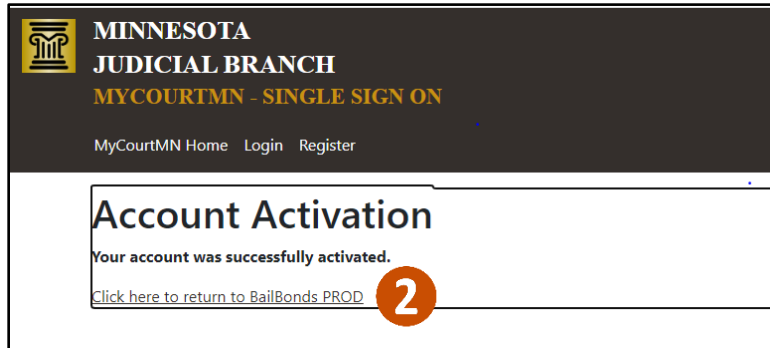 MINNESOTA
JUDICIAL BRANCH
MYCOURTMN - SINGLE SIGN ON
MyCourtMN Home Login Register
Account Activation
Your account was successfully activated.
Click here to return to BailBonds PROD
2